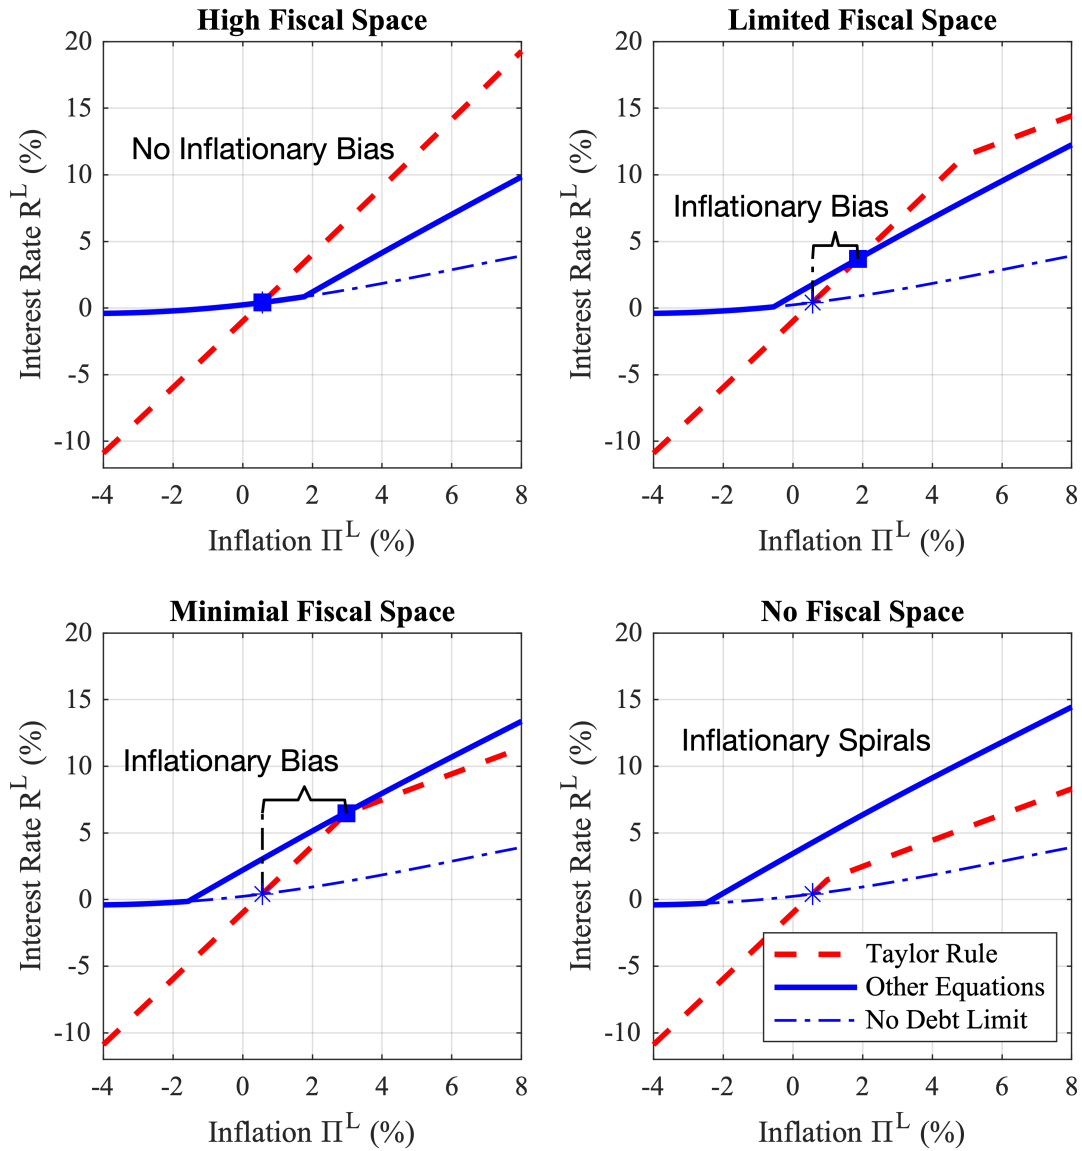 High Fiscal Space
20
15
10
5
0
-5
-10
-4 -2 0 2 4 6 8
Interest Rate R^L (%)
Inflation Π^L (%)
No Inflationary Bias
Limited Fiscal Space
20
15
10
5
0
-5
-10
-4 -2 0 2 4 6 8
Interest Rate R^L (%)
Inflation Π^L (%)
Inflationary Bias
Minimial Fiscal Space
20
15
10
5
0
-5
-10
-4 -2 0 2 4 6 8
Interest Rate R^L (%)
Inflation Π^L (%)
Inflationary Bias
No Fiscal Space
20
15
10
5
0
-5
-10
-4 -2 0 2 4 6 8
Interest Rate R^L (%)
Inflation Π^L (%)
Inflationary Spirals
Taylor Rule
Other Equations
No Debt Limit